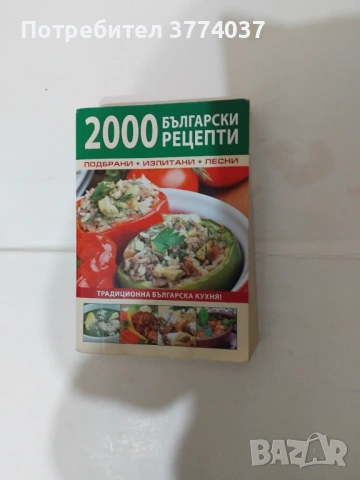 Потребител 3774037
2000 БЪЛГАРСКИ
РЕЦЕПТИ
ПОДБРАНИ • ИЗПИТАНИ • ЛЕСНИ
ТРАДИЦИОННА БЪЛГАРСКА КУХНЯ!
BAZAR